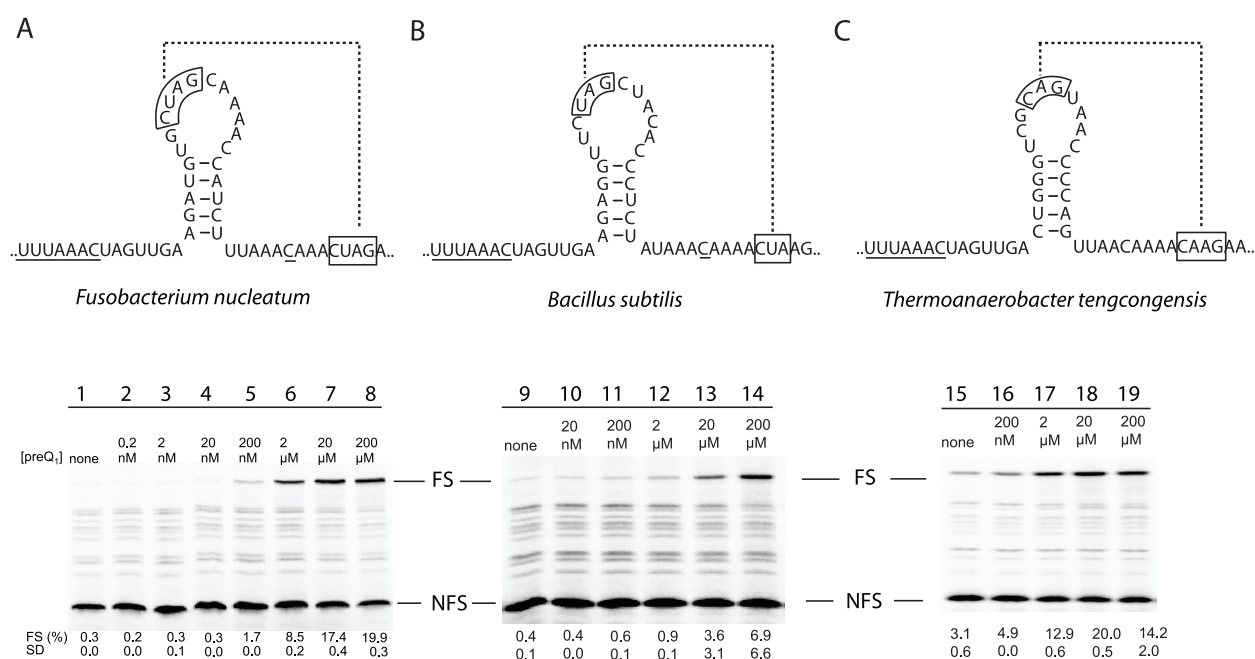 A
B
C
AGAUGUGCUAGCAAAACCAUCU
AGAGGUUCUAGCUACACCCUCU
CUGGGUCGCAGUAACCCCAG
..UUUAAACUAGUUGA
UUAAACAAACUAGA..
..UUUAAACUAGUUGA
AUAAACAAAACUAAG..
..UUUAAACUAGUUGA
UUAACAAAACAAGAA..
Fusobacterium nucleatum
Bacillus subtilis
Thermoanaerobacter tengcongensis
1 2 3 4 5 6 7 8
[preQ1] none 0.2 nM 2 nM 20 nM 200 nM 2 µM 20 µM 200 µM
9 10 11 12 13 14
none 20 nM 200 nM 2 µM 20 µM 200 µM
15 16 17 18 19
none 200 nM 2 µM 20 µM 200 µM
FS
FS
NFS
NFS
FS (%) 0.3 0.2 0.3 0.3 1.7 8.5 17.4 19.9
SD 0.0 0.0 0.1 0.0 0.0 0.2 0.4 0.3
0.4 0.4 0.6 0.9 3.6 6.9
0.1 0.0 0.1 0.1 3.1 6.6
3.1 4.9 12.9 20.0 14.2
0.6 0.0 0.6 0.5 2.0